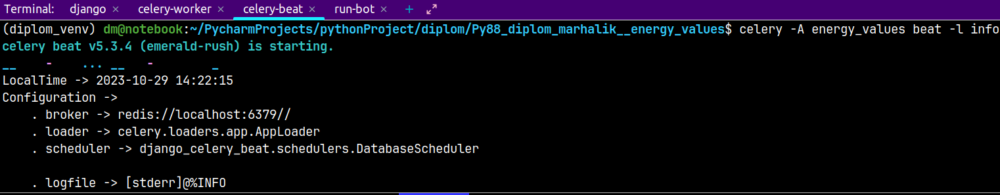 Terminal: django × celery-worker × celery-beat × run-bot × +
(diplom_venv) dm@notebook:~/PycharmProjects/pythonProject/diplom/Py88_diplom_marhalik__energy_values$ celery -A energy_values beat -l info
celery beat v5.3.4 (emerald-rush) is starting.
__    -    ... __   -        _
LocalTime -> 2023-10-29 14:22:15
Configuration ->
    . broker -> redis://localhost:6379//
    . loader -> celery.loaders.app.AppLoader
    . scheduler -> django_celery_beat.schedulers.DatabaseScheduler
    . logfile -> [stderr]@%INFO